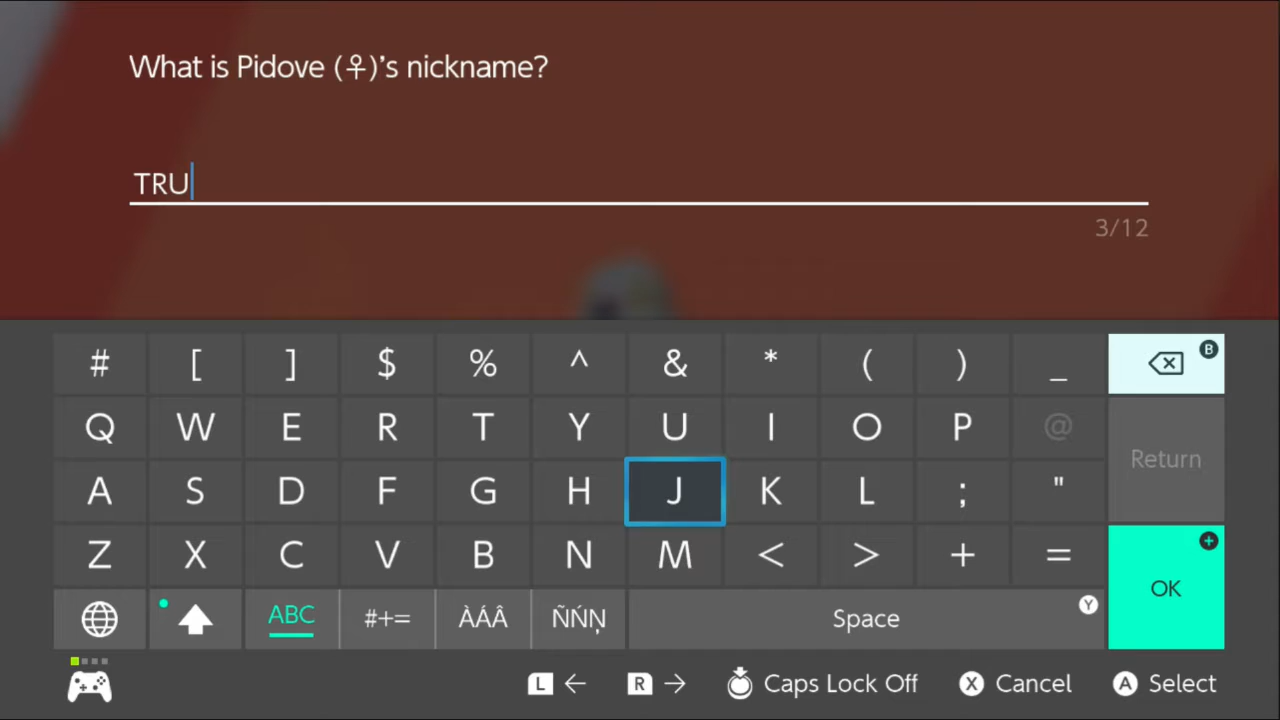 What is Pidove (♀)'s nickname?
TRU
3/12
# [ ] $ % ^ & * ( ) _ B
Q W E R T Y U I O P @
Return
A S D F G H J K L ; "
Z X C V B N M < > + = +
OK
ABC #+= ÀÁÂ ÑŃŅ Space Y
L ← R → Caps Lock Off X Cancel A Select